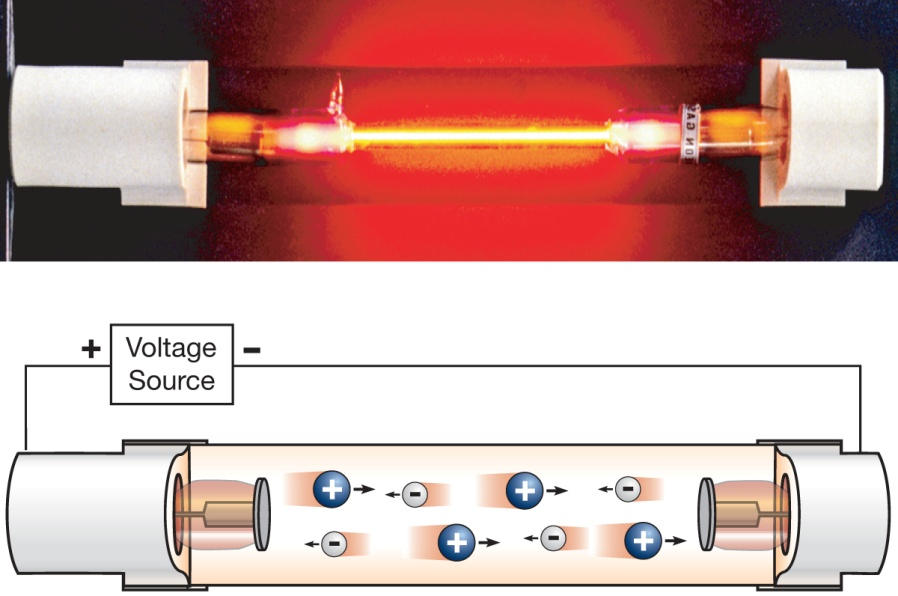 + Voltage −
Source
+ - + -
- + - +